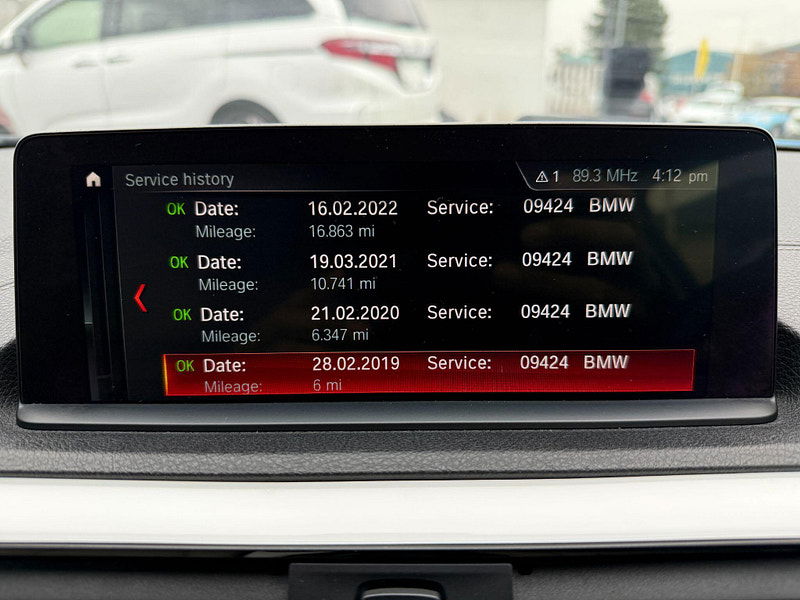 Service history ⚠1 89.3 MHz 4:12 pm
OK Date: 16.02.2022 Service: 09424 BMW
Mileage: 16.863 mi
OK Date: 19.03.2021 Service: 09424 BMW
Mileage: 10.741 mi
OK Date: 21.02.2020 Service: 09424 BMW
Mileage: 6.347 mi
OK Date: 28.02.2019 Service: 09424 BMW
Mileage: 6 mi